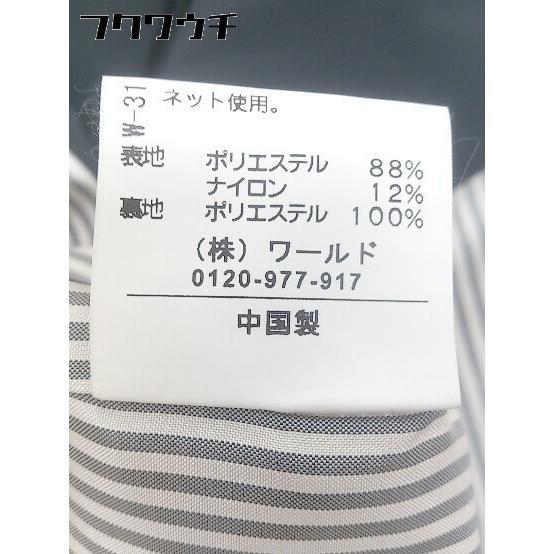 フクワウチ
W-31
ネット使用。
表地 ポリエステル 88%
ナイロン 12%
裏地 ポリエステル 100%
(株) ワールド
0120-977-917
中国製